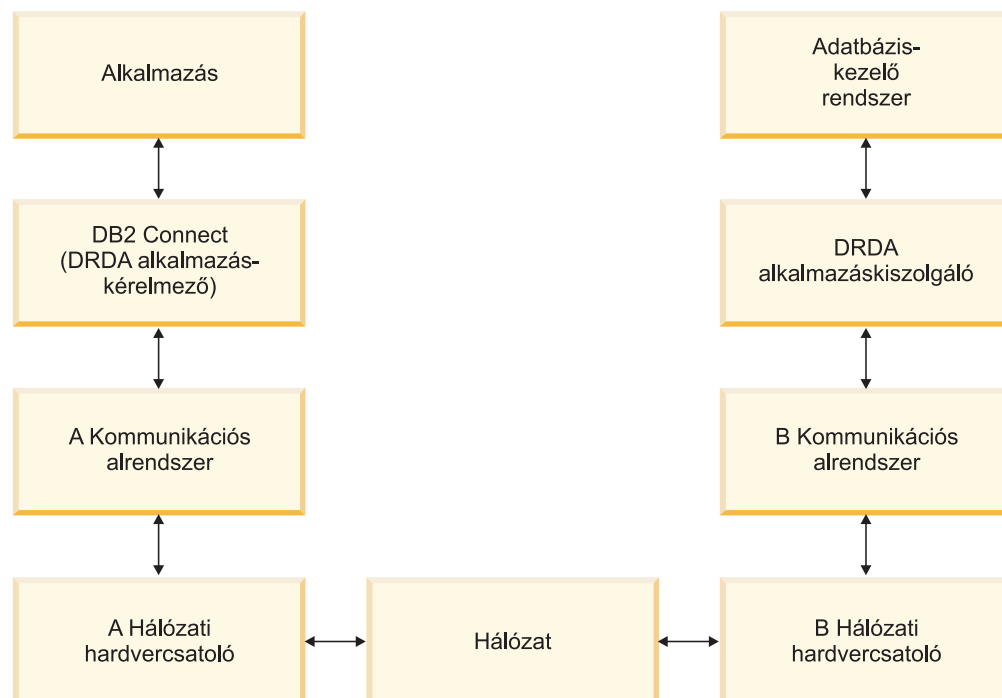 Alkalmazás
Adatbázis-
kezelő
rendszer
DB2 Connect
(DRDA alkalmazás-
kérelmező)
DRDA
alkalmazáskiszolgáló
A Kommunikációs
alrendszer
B Kommunikációs
alrendszer
A Hálózati
hardvercsatoló
Hálózat
B Hálózati
hardvercsatoló